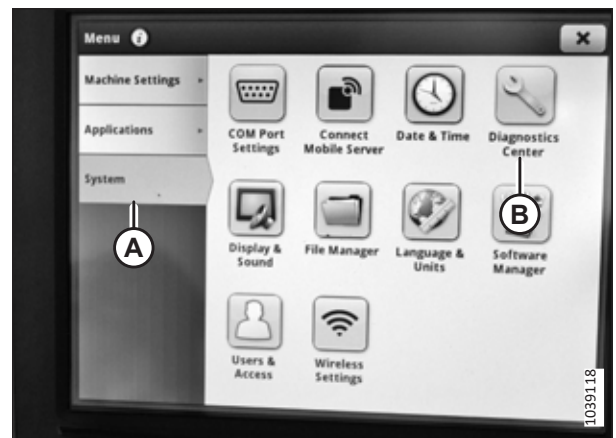 Menu i
Machine Settings
Applications
System
COM Port
Settings
Connect
Mobile Server
Date & Time
Diagnostics
Center
Display &
Sound
File Manager
Language &
Units
Software
Manager
Users &
Access
Wireless
Settings
A
B
1039118